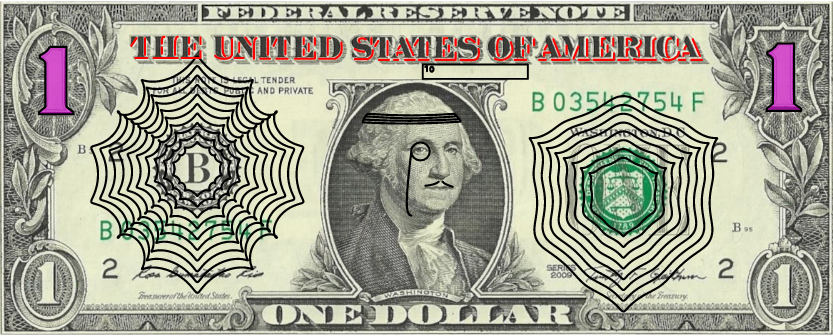 FEDERAL RESERVE NOTE
THE UNITED STATES OF AMERICA
1
1
10
THIS NOTE IS LEGAL TENDER
FOR ALL DEBTS PUBLIC AND PRIVATE
B 03542754 F
WASHINGTON, D.C.
B 2
2
B
B 03542754 F
B 95
2
SERIES
2009
2
Treasurer of the United States.
Secretary of the Treasury.
WASHINGTON
1
ONE DOLLAR
1